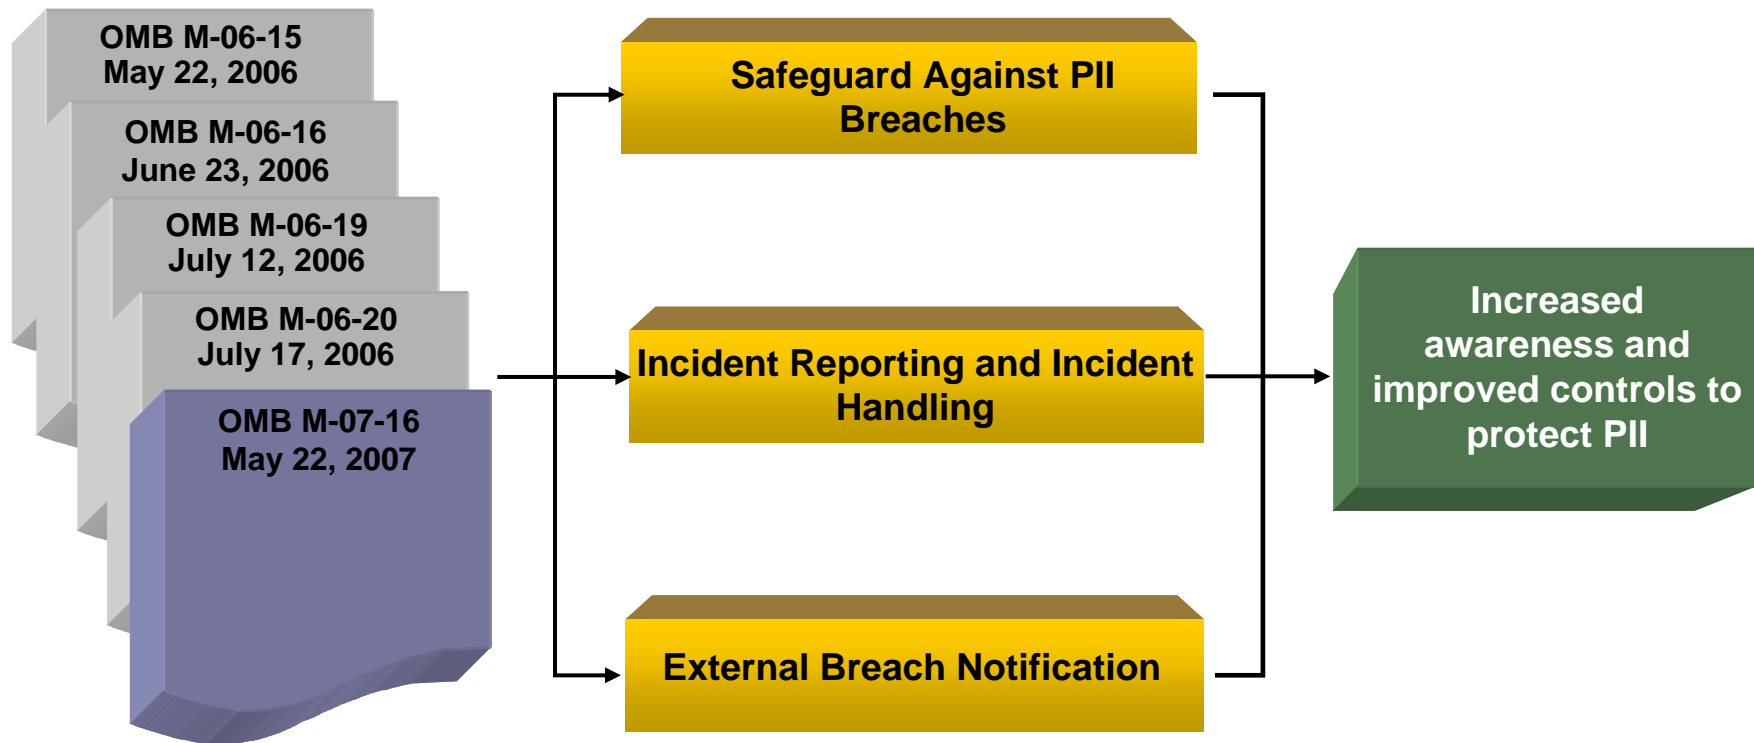 OMB M-06-15
May 22, 2006
OMB M-06-16
June 23, 2006
OMB M-06-19
July 12, 2006
OMB M-06-20
July 17, 2006
OMB M-07-16
May 22, 2007
Safeguard Against PII
Breaches
Incident Reporting and Incident
Handling
External Breach Notification
Increased
awareness and
improved controls to
protect PII